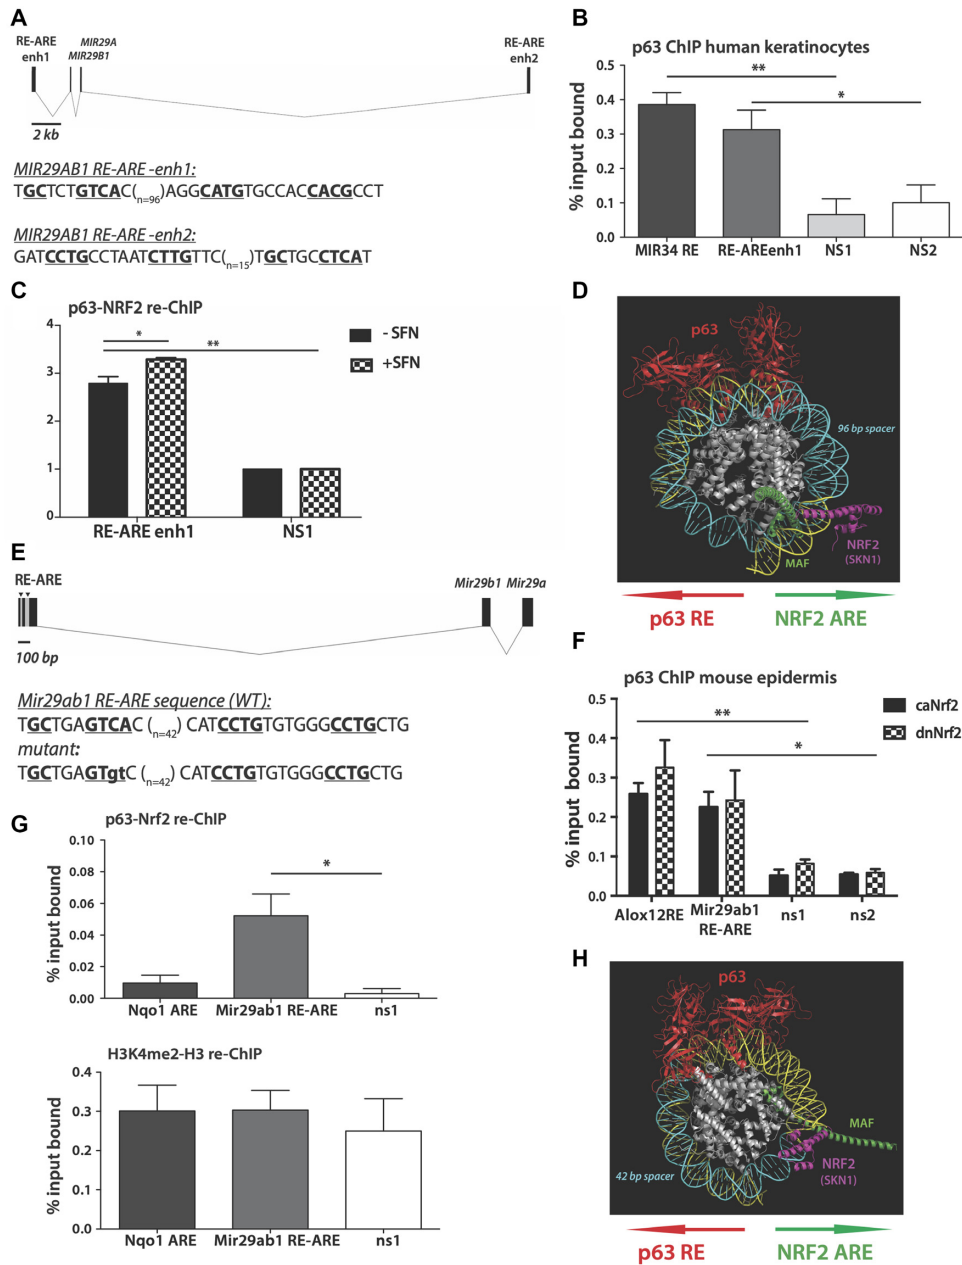 A
RE-ARE
enh1
MIR29A
MIR29B1
RE-ARE
enh2
2 kb
MIR29AB1 RE-ARE -enh1:
TGCTCTGTCAC(n=96)AGGCATGTGCCACCACGCCT
MIR29AB1 RE-ARE -enh2:
GATCCTGCCTAATCTTGTTC(n=15)TGCTGCCTCAT
B
p63 ChIP human keratinocytes
% input bound
0.5
0.4
0.3
0.2
0.1
0.0
**
*
MIR34 RE
RE-AREenh1
NS1
NS2
C
p63-NRF2 re-ChIP
4
3
2
1
0
*
**
- SFN
+SFN
RE-ARE enh1
NS1
D
p63
96 bp spacer
MAF
NRF2
(SKN1)
p63 RE
NRF2 ARE
E
RE-ARE
Mir29b1
Mir29a
100 bp
Mir29ab1 RE-ARE sequence (WT):
TGCTGAGTCAC (n=42) CATCCTGTGTGGGCCTGCTG
mutant:
TGCTGAGTgtC (n=42) CATCCTGTGTGGGCCTGCTG
F
p63 ChIP mouse epidermis
% input bound
0.5
0.4
0.3
0.2
0.1
0.0
**
*
caNrf2
dnNrf2
Alox12RE
Mir29ab1
RE-ARE
ns1
ns2
G
p63-Nrf2 re-ChIP
% input bound
0.10
0.08
0.06
0.04
0.02
0.00
*
Nqo1 ARE
Mir29ab1 RE-ARE
ns1
H3K4me2-H3 re-ChIP
% input bound
0.4
0.3
0.2
0.1
0.0
Nqo1 ARE
Mir29ab1 RE-ARE
ns1
H
p63
MAF
NRF2
(SKN1)
42 bp spacer
p63 RE
NRF2 ARE